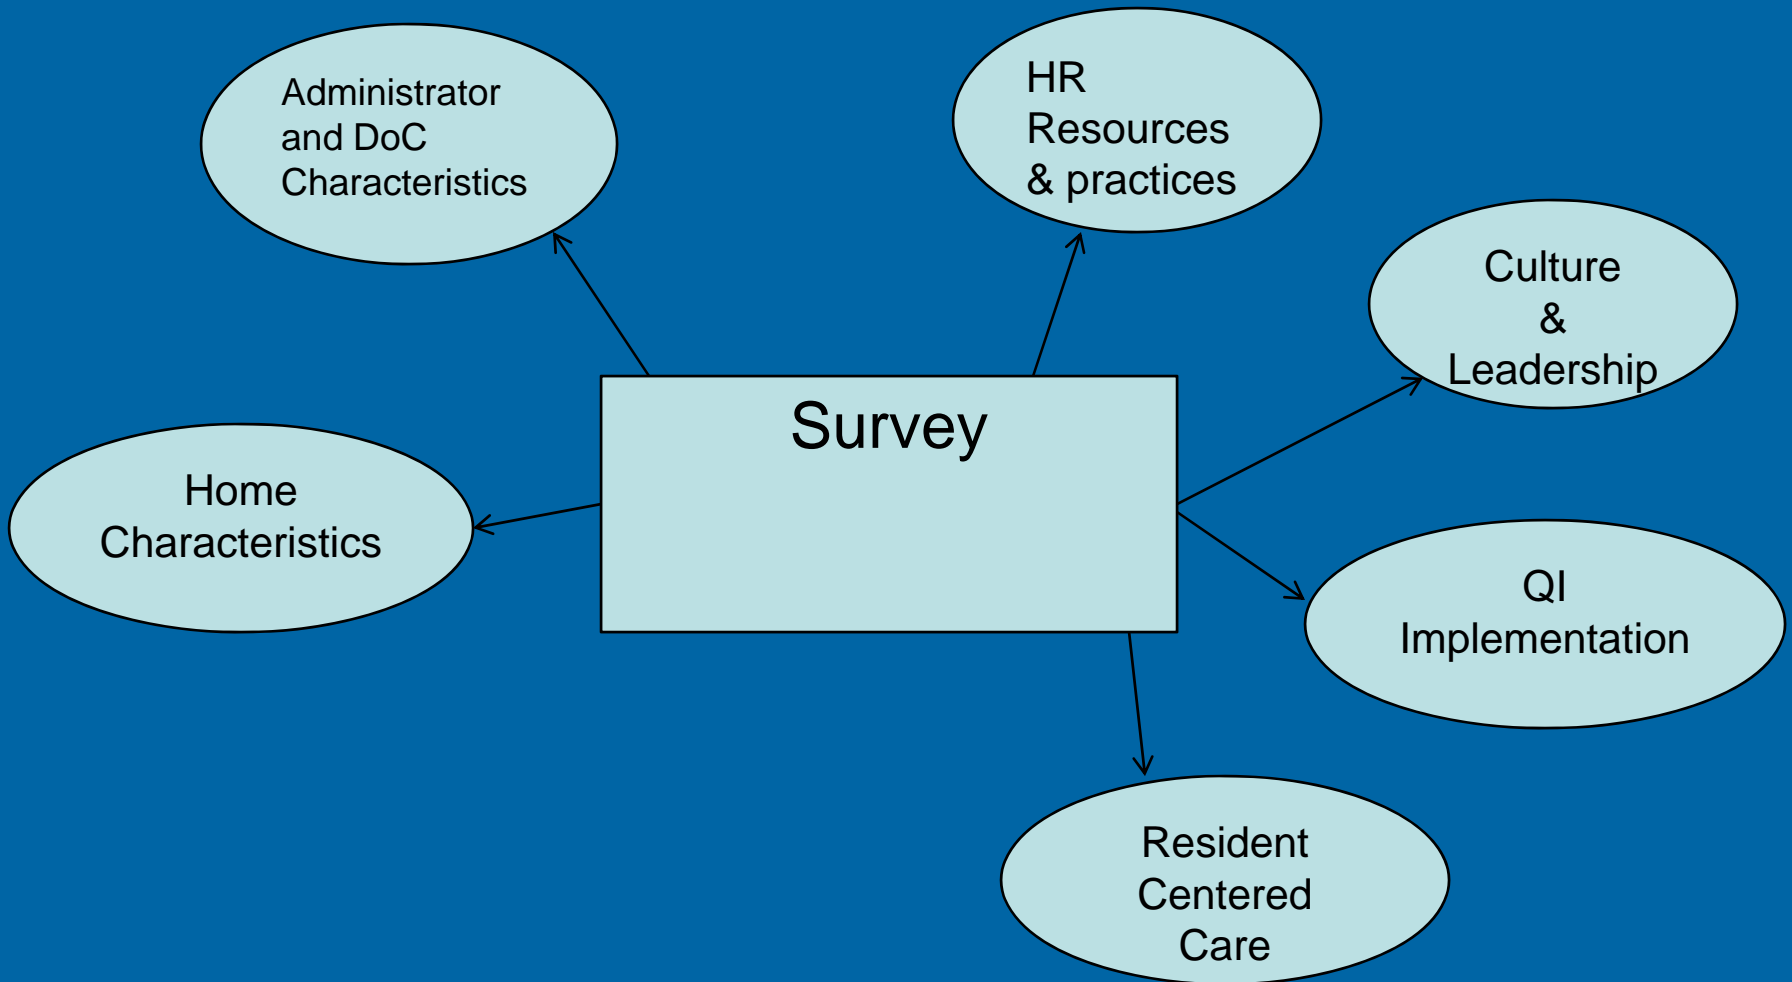 Administrator
and DoC
Characteristics
HR
Resources
& practices
Culture
&
Leadership
Survey
Home
Characteristics
QI
Implementation
Resident
Centered
Care